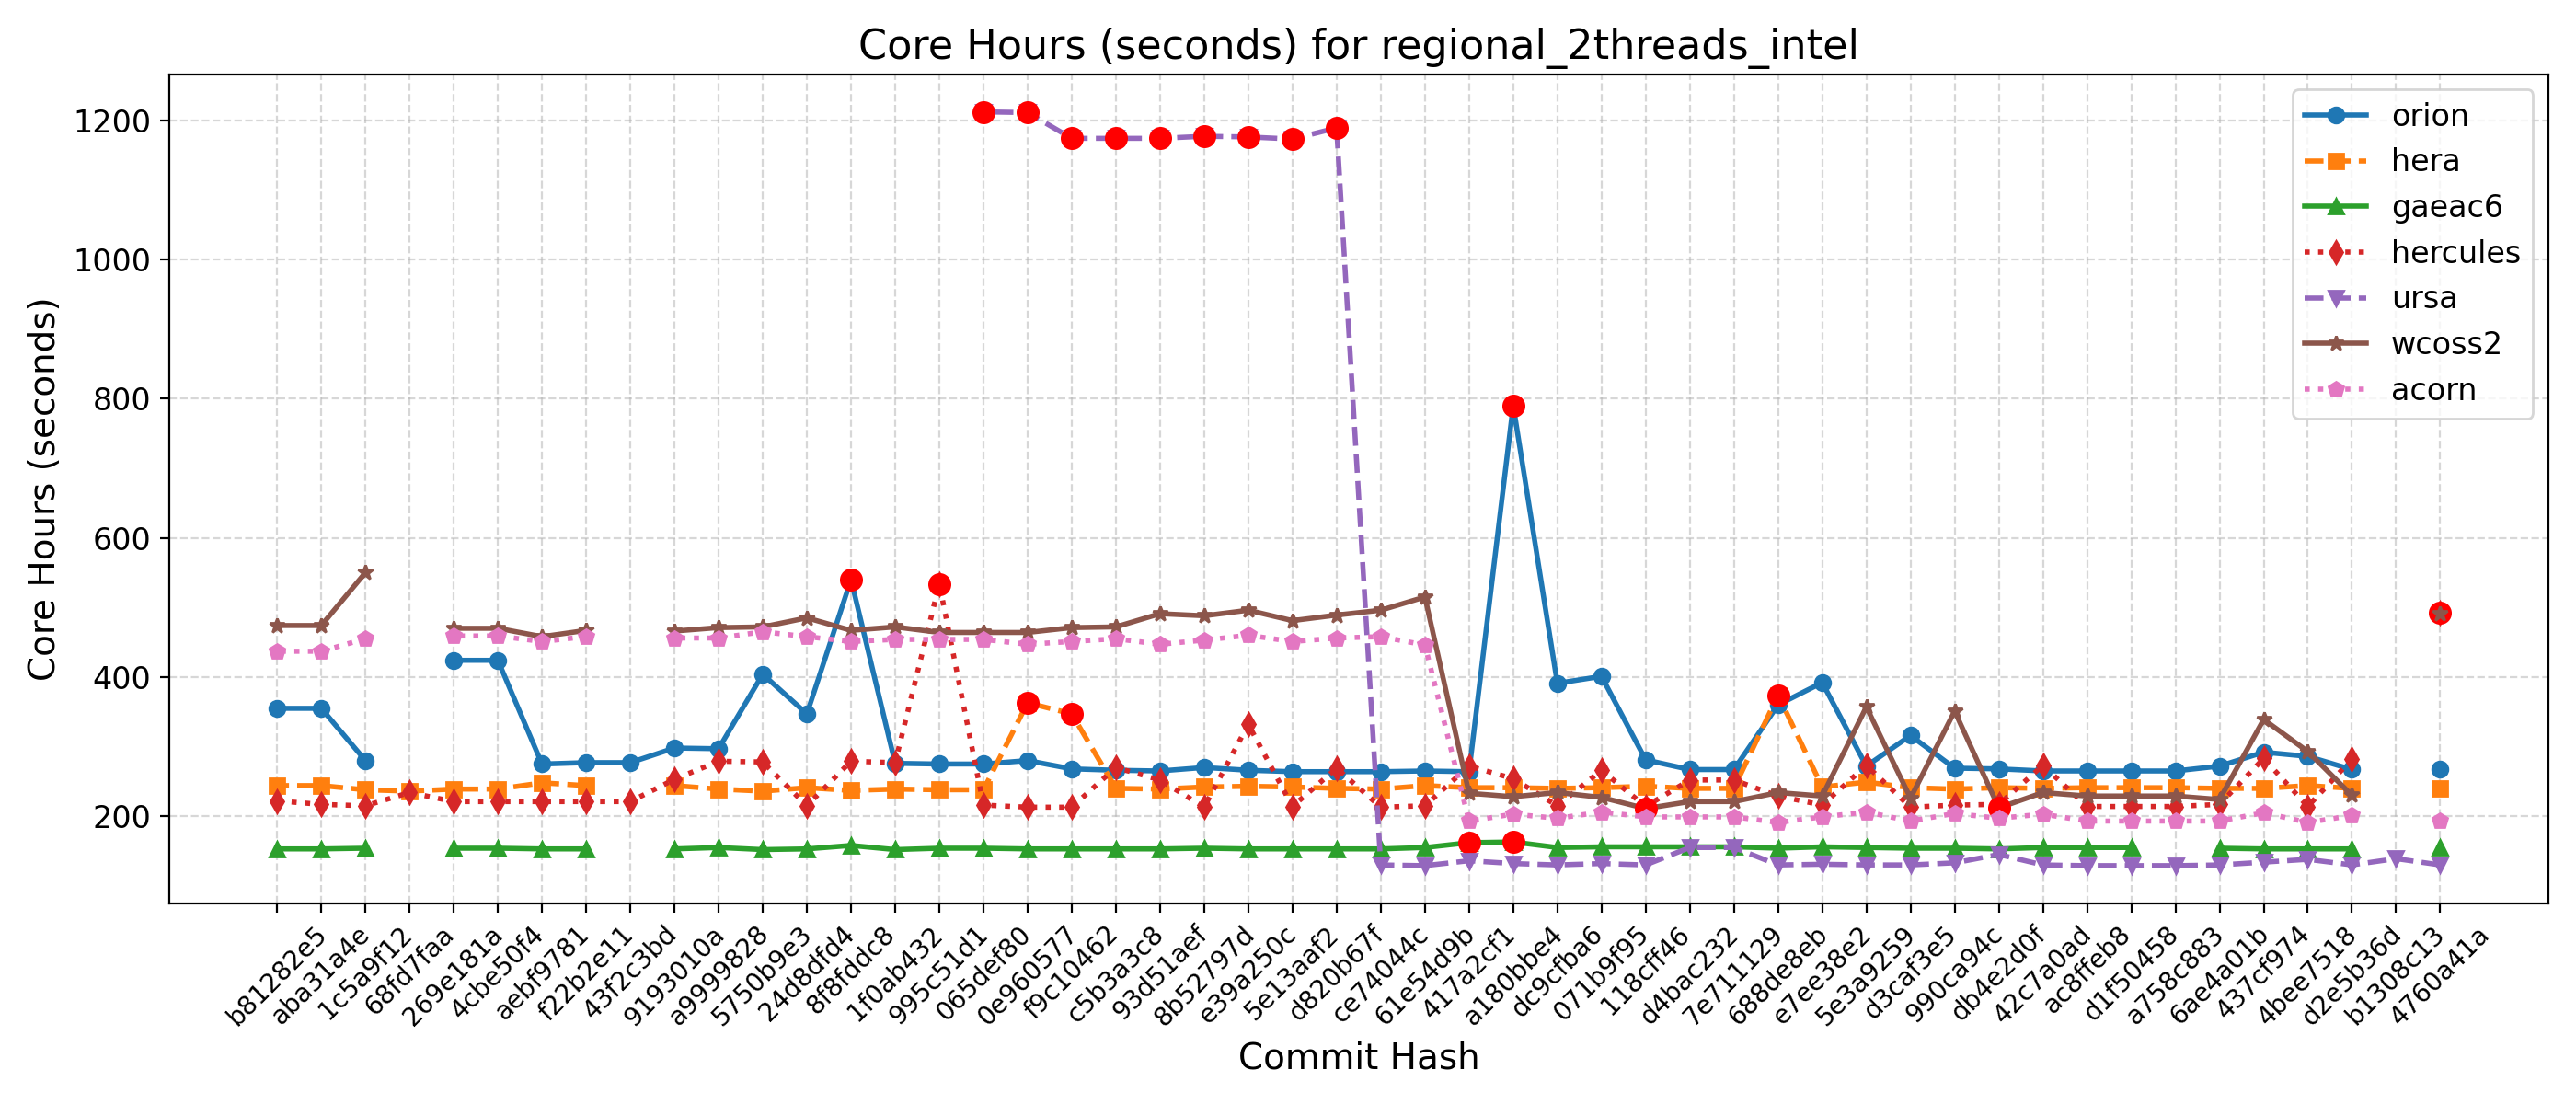 Core Hours (seconds) for regional_2threads_intel
Core Hours (seconds)
1200
1000
800
600
400
200
orion
hera
gaeac6
hercules
ursa
wcoss2
acorn
b81282e5
aba31a4e
1c5a9f12
68fd7faa
269e181a
4cbe50f4
aebf9781
f22b2e11
43f2c3bd
9193010a
a9999828
5750b9e3
24d8dfd4
8f8fddc8
1f0ab432
995c51d1
065def80
0e960577
f9c10462
c5b3a3c8
93d51aef
8b52797d
e39a250c
5e13aaf2
d820b67f
ce74044c
61e54d9b
417a2cf1
a180bbe4
dc9cfba6
071b9f95
118cff46
d4bac232
7e711129
688de8eb
e7ee38e2
5e3a9259
d3caf3e5
990ca94c
db4e2d0f
42c7a0ad
ac8ffeb8
d1f50458
a758c883
6ae4a01b
437cf974
4bee7518
d2e5b36d
b1308c13
4760a41a
Commit Hash